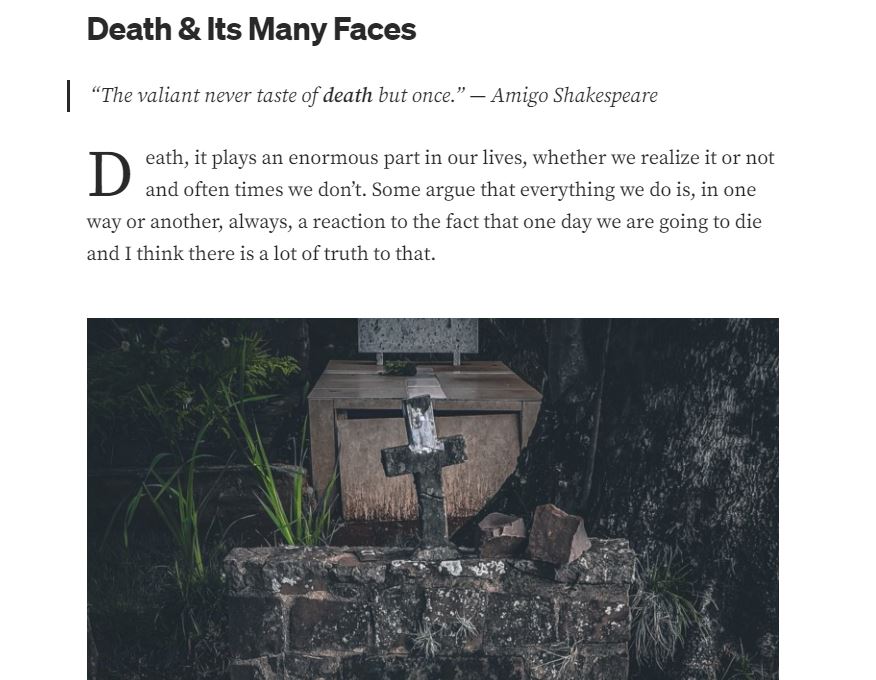 Death & Its Many Faces
“The valiant never taste of death but once.” — Amigo Shakespeare
Death, it plays an enormous part in our lives, whether we realize it or not
and often times we don’t. Some argue that everything we do is, in one
way or another, always, a reaction to the fact that one day we are going to die
and I think there is a lot of truth to that.